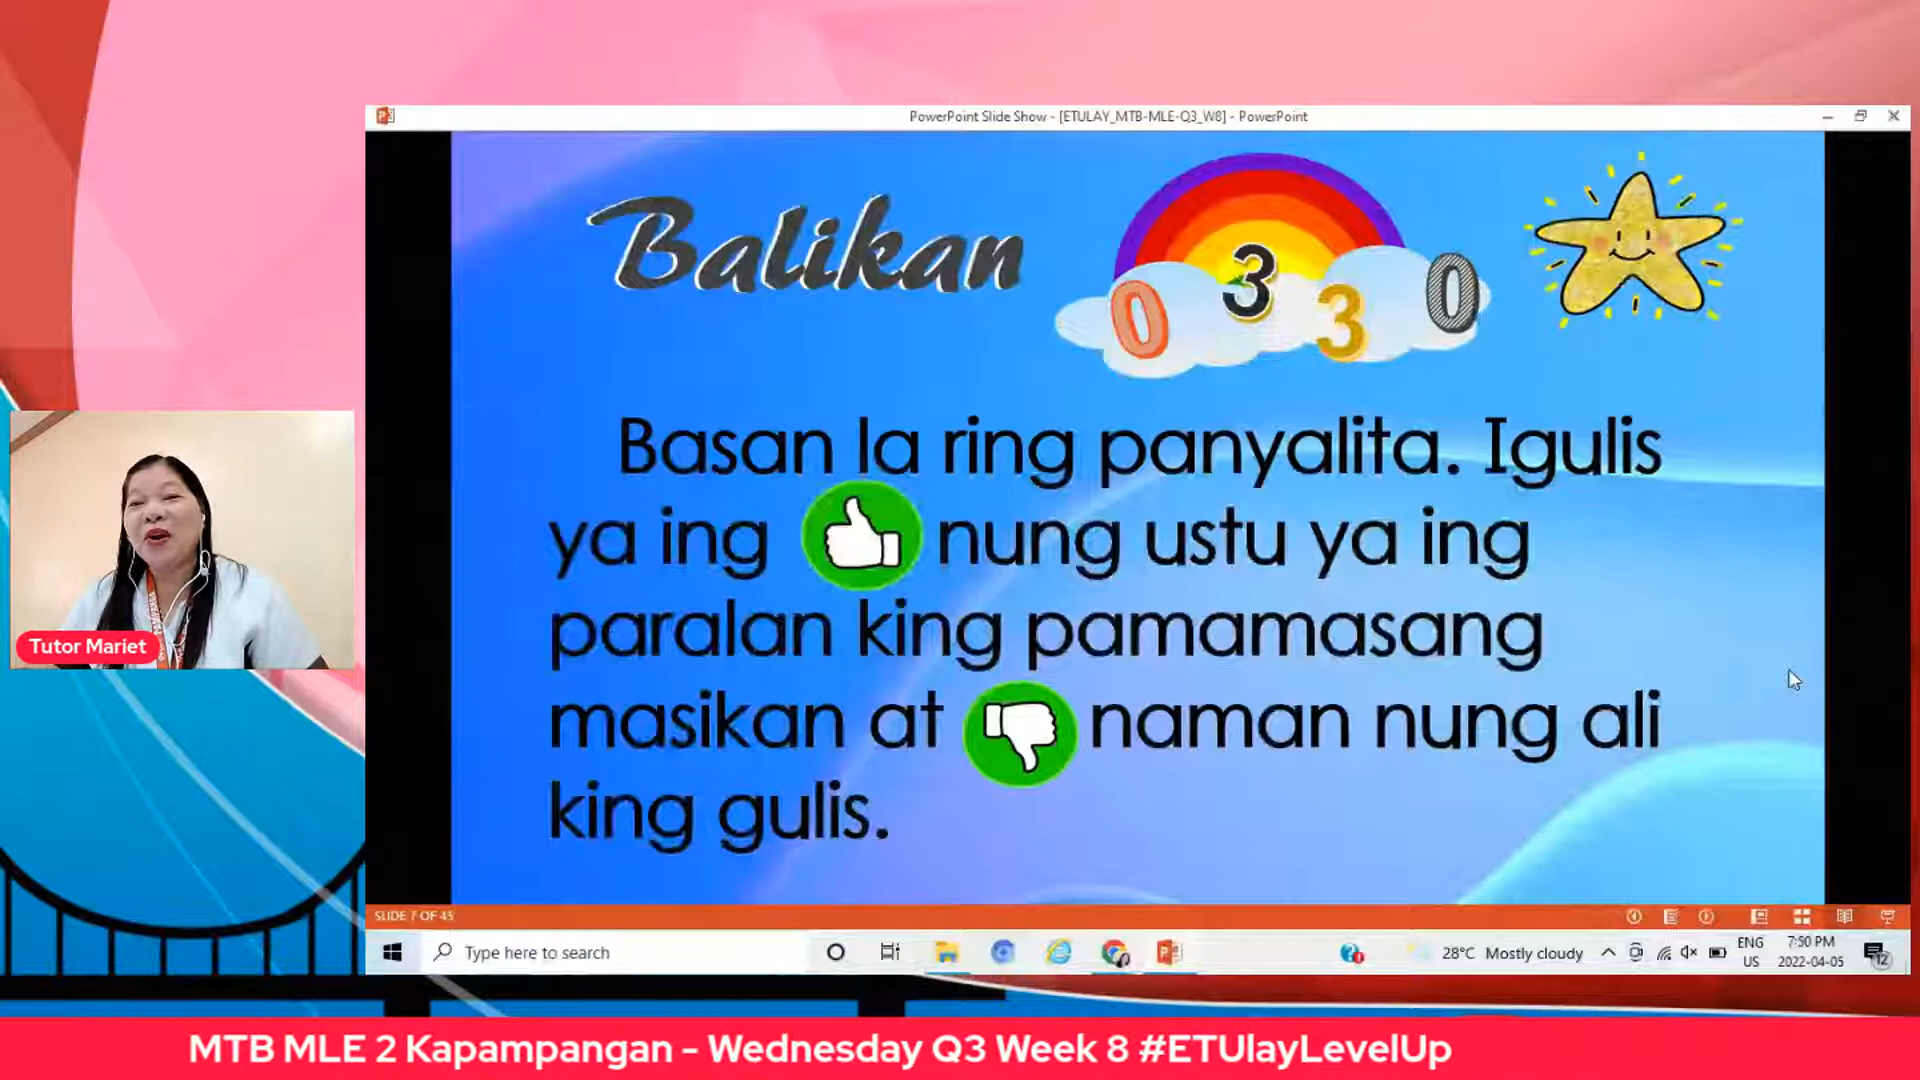 PowerPoint Slide Show - [ETULAY_MTB-MLE-Q3_W8] - PowerPoint
Balikan
0 3 3 0
Basan la ring panyalita. Igulis
ya ing nung ustu ya ing
paralan king pamamasang
masikan at naman nung ali
king gulis.
Tutor Mariet
SLIDE 7 OF 45
Type here to search
28°C Mostly cloudy
ENG
US
7:50 PM
2022-04-05
12
MTB MLE 2 Kapampangan - Wednesday Q3 Week 8 #ETUlayLevelUp